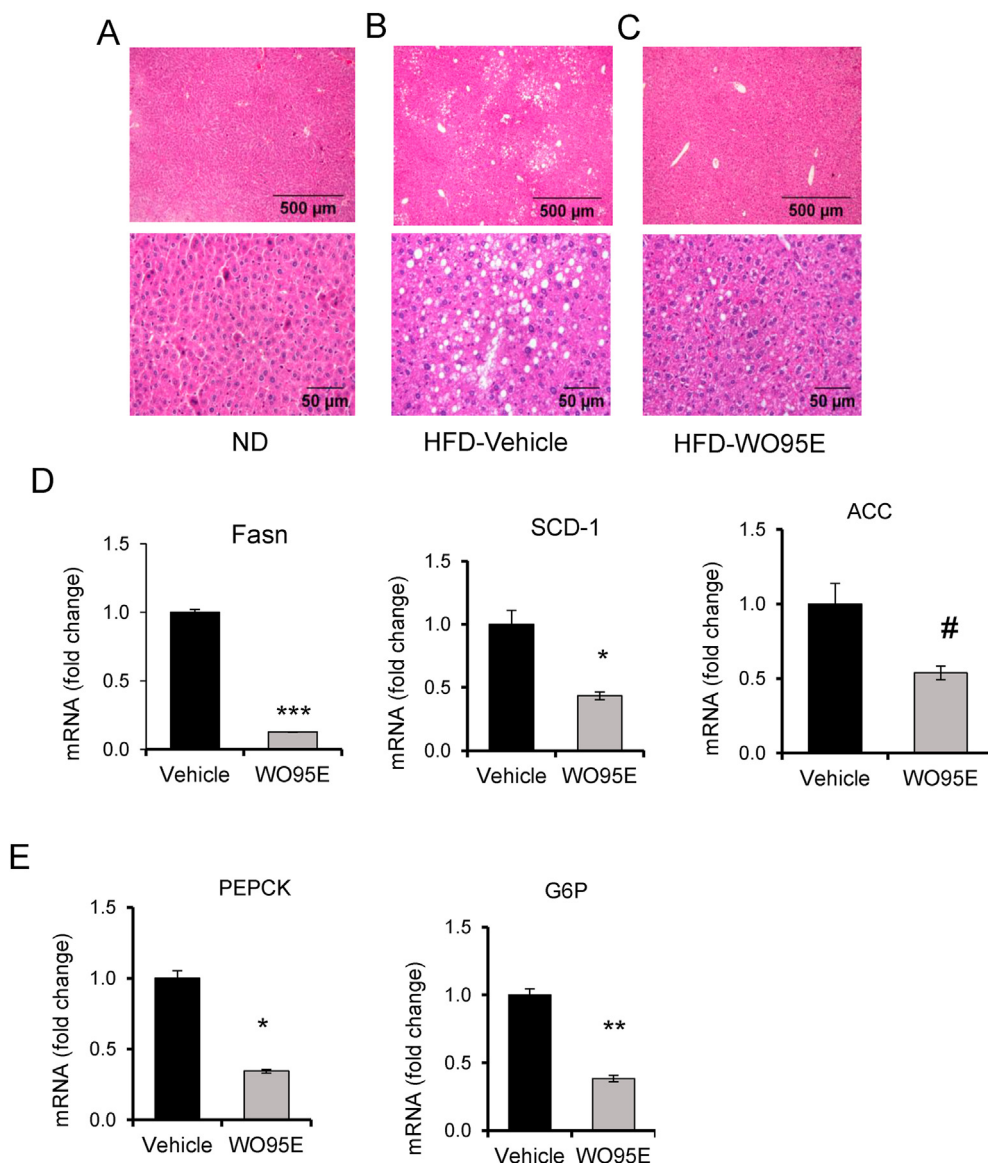 A
B
C
500 µm
500 µm
500 µm
50 µm
50 µm
50 µm
ND
HFD-Vehicle
HFD-WO95E
D
Fasn
mRNA (fold change)
1.5
1.0
0.5
0.0
***
Vehicle WO95E
SCD-1
mRNA (fold change)
1.5
1.0
0.5
0.0
*
Vehicle WO95E
ACC
mRNA (fold change)
1.5
1.0
0.5
0.0
#
Vehicle WO95E
E
PEPCK
mRNA (fold change)
1.5
1.0
0.5
0.0
*
Vehicle WO95E
G6P
mRNA (fold change)
1.5
1.0
0.5
0.0
**
Vehicle WO95E